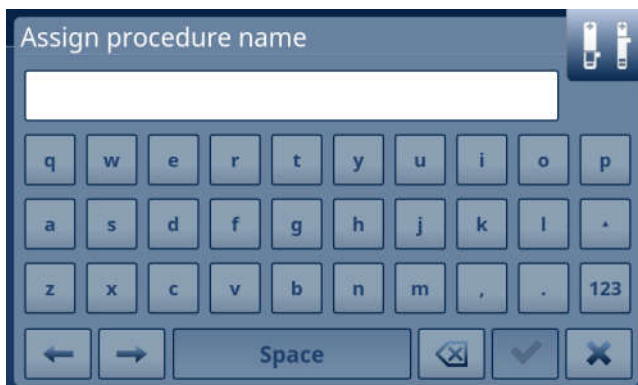 Assign procedure name
q w e r t y u i o p
a s d f g h j k l
z x c v b n m , . 123
Space